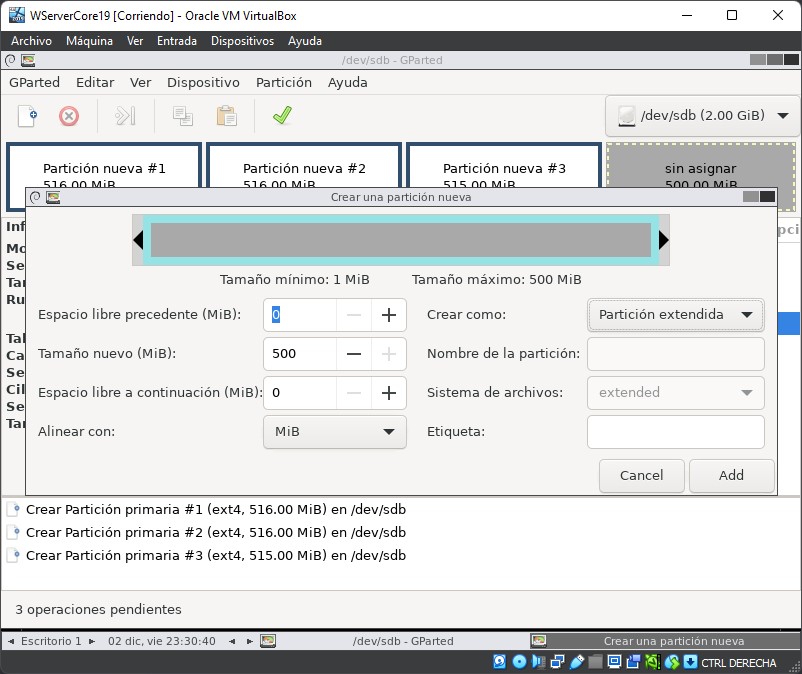 WServerCore19 [Corriendo] - Oracle VM VirtualBox
Archivo Máquina Ver Entrada Dispositivos Ayuda
/dev/sdb - GParted
GParted Editar Ver Dispositivo Partición Ayuda
/dev/sdb (2.00 GiB)
Partición nueva #1 Partición nueva #2 Partición nueva #3 sin asignar
516.00 MiB 516.00 MiB 515.00 MiB 500.00 MiB
Crear una partición nueva
Tamaño mínimo: 1 MiB Tamaño máximo: 500 MiB
Espacio libre precedente (MiB): 0 Crear como: Partición extendida
Tamaño nuevo (MiB): 500 Nombre de la partición:
Espacio libre a continuación (MiB): 0 Sistema de archivos: extended
Alinear con: MiB Etiqueta:
Cancel Add
Crear Partición primaria #1 (ext4, 516.00 MiB) en /dev/sdb
Crear Partición primaria #2 (ext4, 516.00 MiB) en /dev/sdb
Crear Partición primaria #3 (ext4, 515.00 MiB) en /dev/sdb
3 operaciones pendientes
Escritorio 1 02 dic, vie 23:30:40 /dev/sdb - GParted Crear una partición nueva
CTRL DERECHA